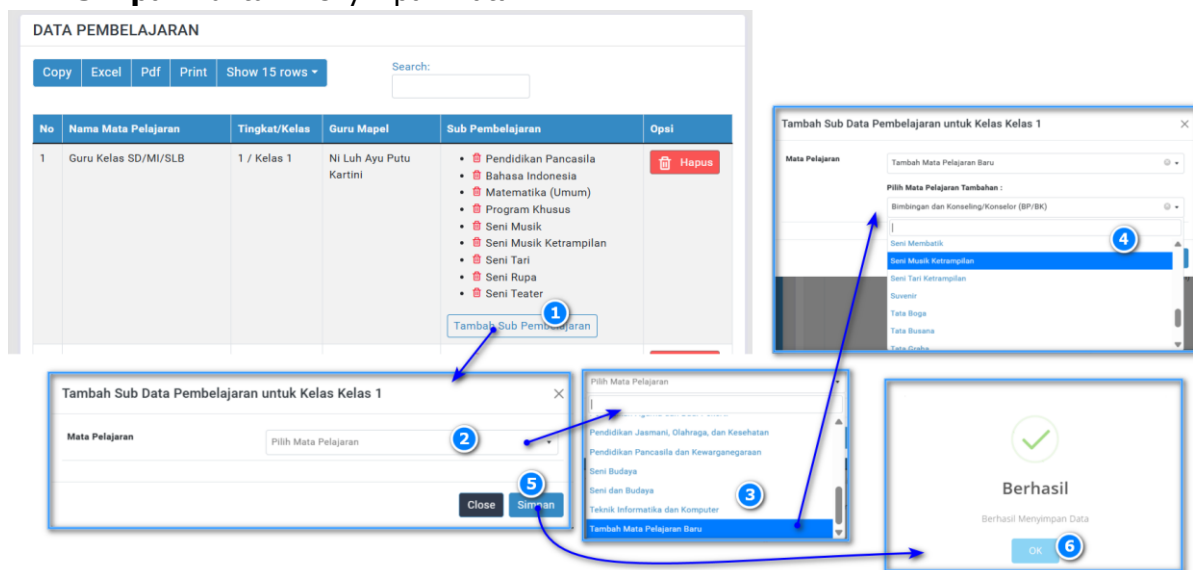 DATA PEMBELAJARAN
Copy Excel Pdf Print Show 15 rows
Search:
No Nama Mata Pelajaran Tingkat/Kelas Guru Mapel Sub Pembelajaran Opsi
1 Guru Kelas SD/MI/SLB 1 / Kelas 1 Ni Luh Ayu Putu Kartini
Pendidikan Pancasila
Bahasa Indonesia
Matematika (Umum)
Program Khusus
Seni Musik
Seni Musik Ketrampilan
Seni Tari
Seni Rupa
Seni Teater
Hapus
1
Tambah Sub Pembelajaran
Tambah Sub Data Pembelajaran untuk Kelas Kelas 1
Mata Pelajaran
Pilih Mata Pelajaran
2
5
Close Simpan
Pilih Mata Pelajaran
Pendidikan Jasmani, Olahraga, dan Kesehatan
Pendidikan Pancasila dan Kewarganegaraan
Seni Budaya
Seni dan Budaya
3
Teknik Informatika dan Komputer
Tambah Mata Pelajaran Baru
Tambah Sub Data Pembelajaran untuk Kelas Kelas 1
Mata Pelajaran
Tambah Mata Pelajaran Baru
Pilih Mata Pelajaran Tambahan :
Bimbingan dan Konseling/Konselor (BP/BK)
4
Seni Membatik
Seni Musik Ketrampilan
Seni Tari Ketrampilan
Suvenir
Tata Boga
Tata Busana
Berhasil
Berhasil Menyimpan Data
OK
6